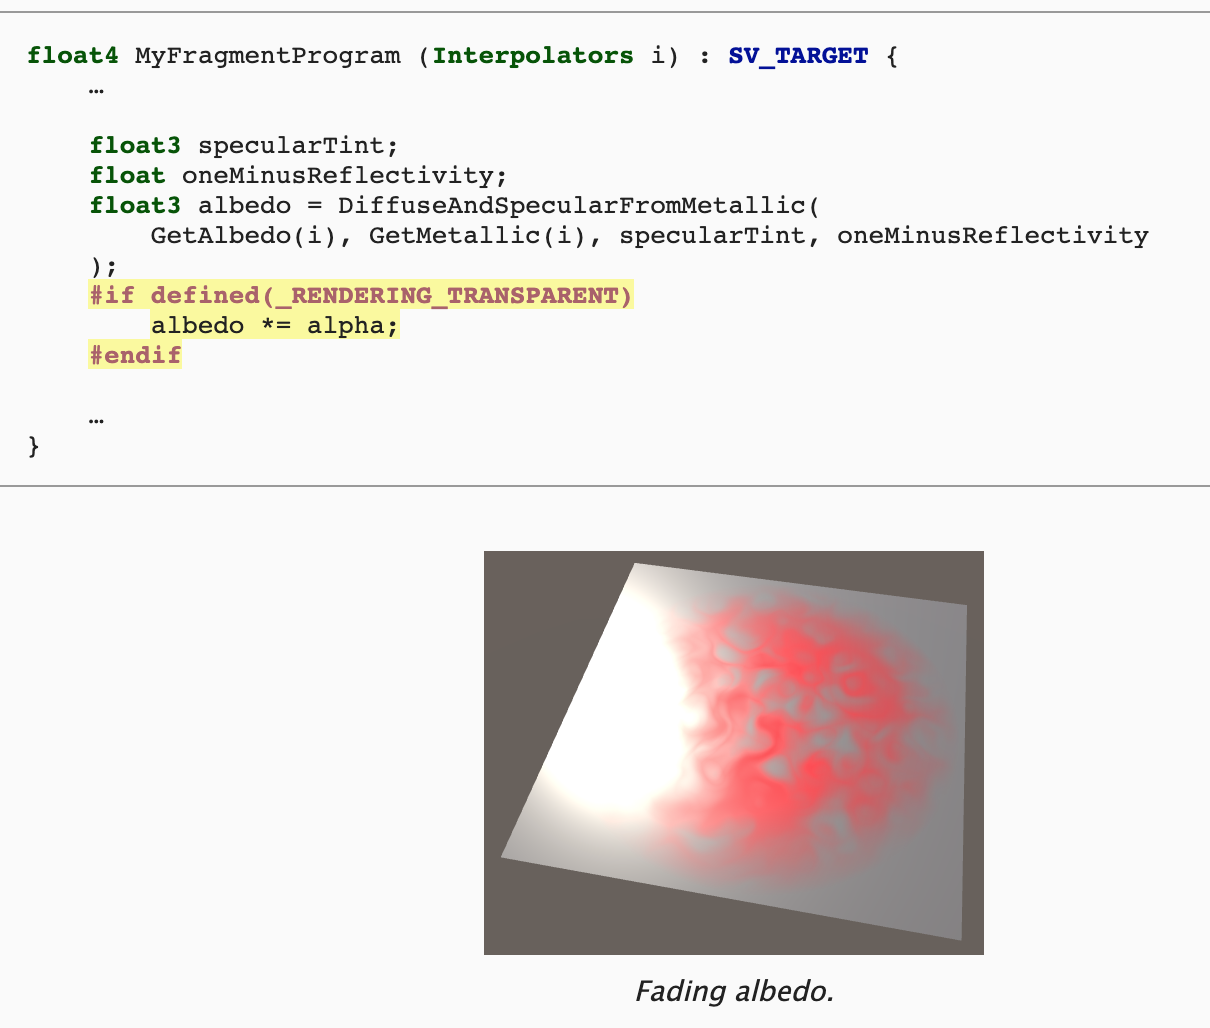 float4 MyFragmentProgram (Interpolators i) : SV_TARGET {
…
float3 specularTint;
float oneMinusReflectivity;
float3 albedo = DiffuseAndSpecularFromMetallic(
GetAlbedo(i), GetMetallic(i), specularTint, oneMinusReflectivity
);
#if defined(_RENDERING_TRANSPARENT)
albedo *= alpha;
#endif
…
}
Fading albedo.